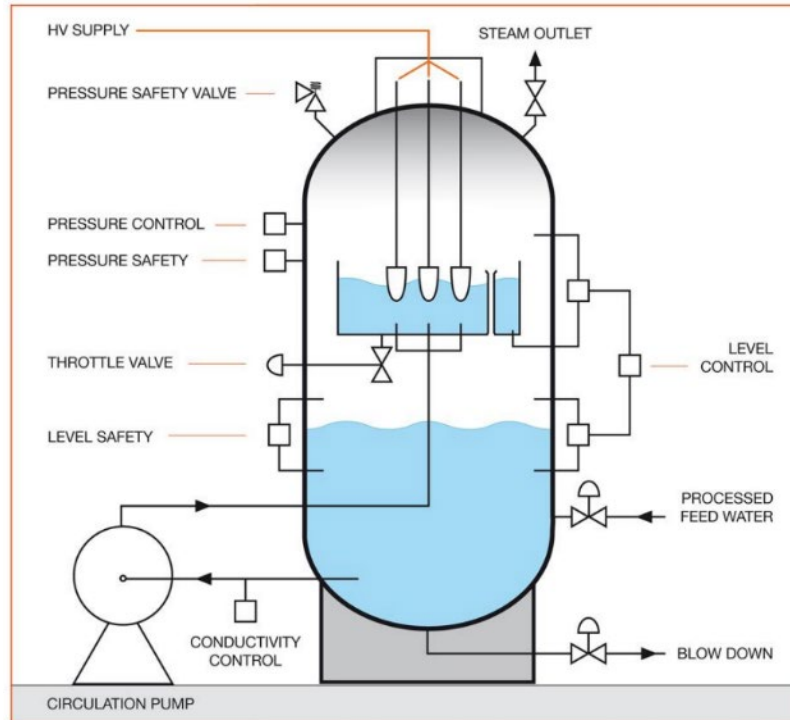 HV SUPPLY
STEAM OUTLET
PRESSURE SAFETY VALVE
PRESSURE CONTROL
PRESSURE SAFETY
THROTTLE VALVE
LEVEL
CONTROL
LEVEL SAFETY
PROCESSED
FEED WATER
CONDUCTIVITY
CONTROL
BLOW DOWN
CIRCULATION PUMP